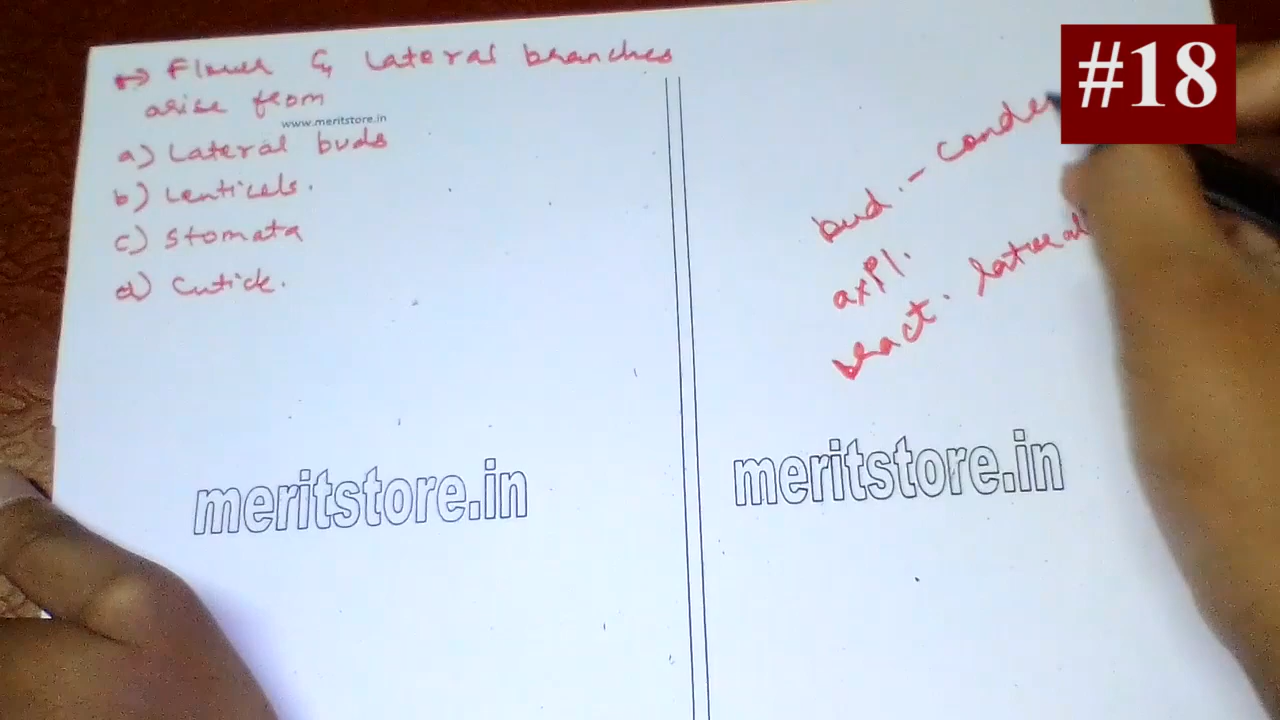 → Flower & Lateral branches
arise from
www.meritstore.in
a) Lateral buds
b) Lenticels.
c) Stomata
d) Cuticle.
#18
bud. - conde
axil.
bract. lateral
meritstore.in
meritstore.in